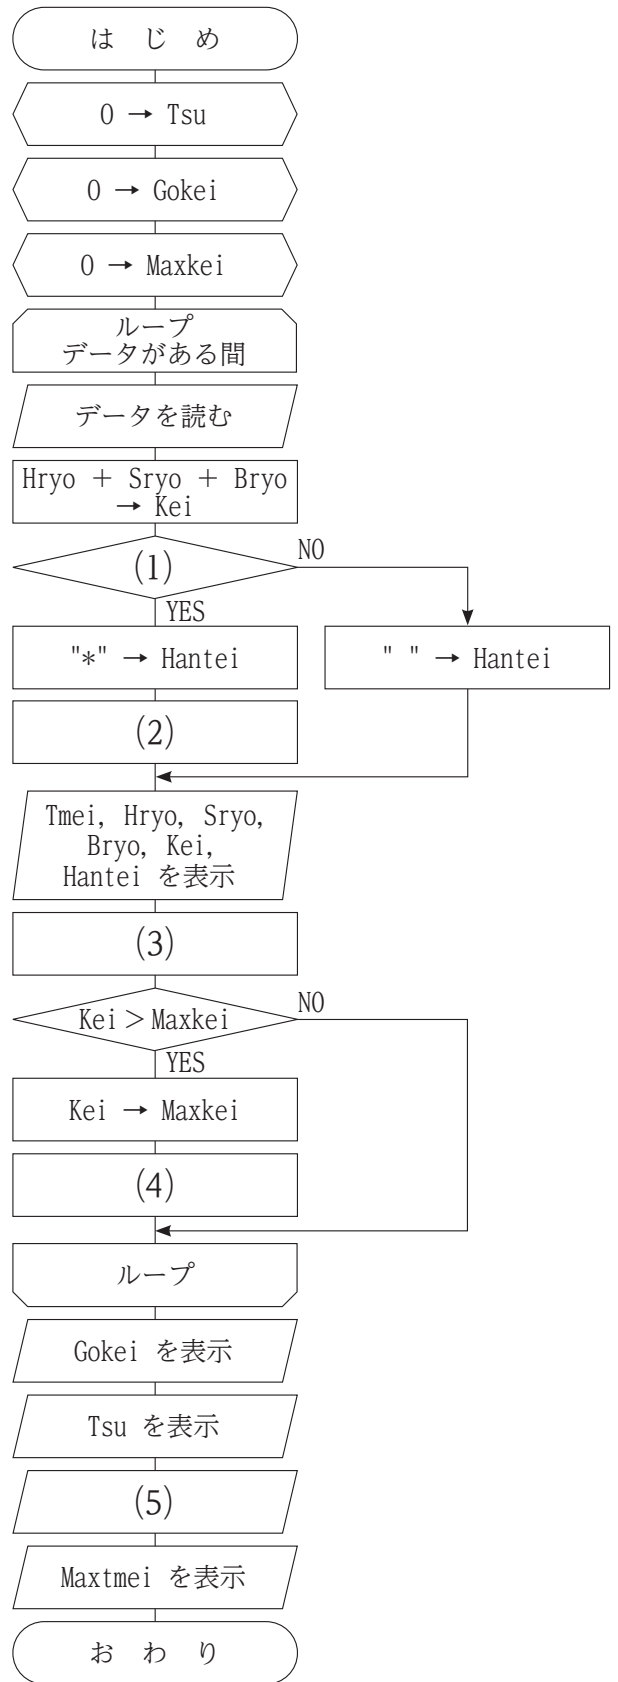 は じ め
0 → Tsu
0 → Gokei
0 → Maxkei
ループ
データがある間
データを読む
Hryo ＋ Sryo ＋ Bryo
→ Kei
(1)
NO
YES
"*" → Hantei
" " → Hantei
(2)
Tmei, Hryo, Sryo,
Bryo, Kei,
Hantei を表示
(3)
Kei＞Maxkei
NO
YES
Kei → Maxkei
(4)
ループ
Gokei を表示
Tsu を表示
(5)
Maxtmei を表示
お わ り